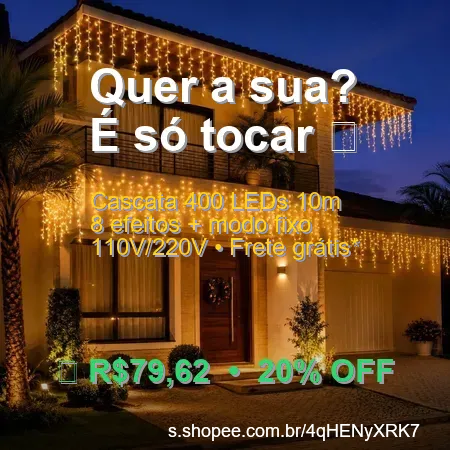 Quer a sua?
É só tocar
Cascata 400 LEDs 10m
8 efeitos + modo fixo
110V/220V • Frete grátis*
R$79,62 • 20% OFF
s.shopee.com.br/4qHENyXRK7